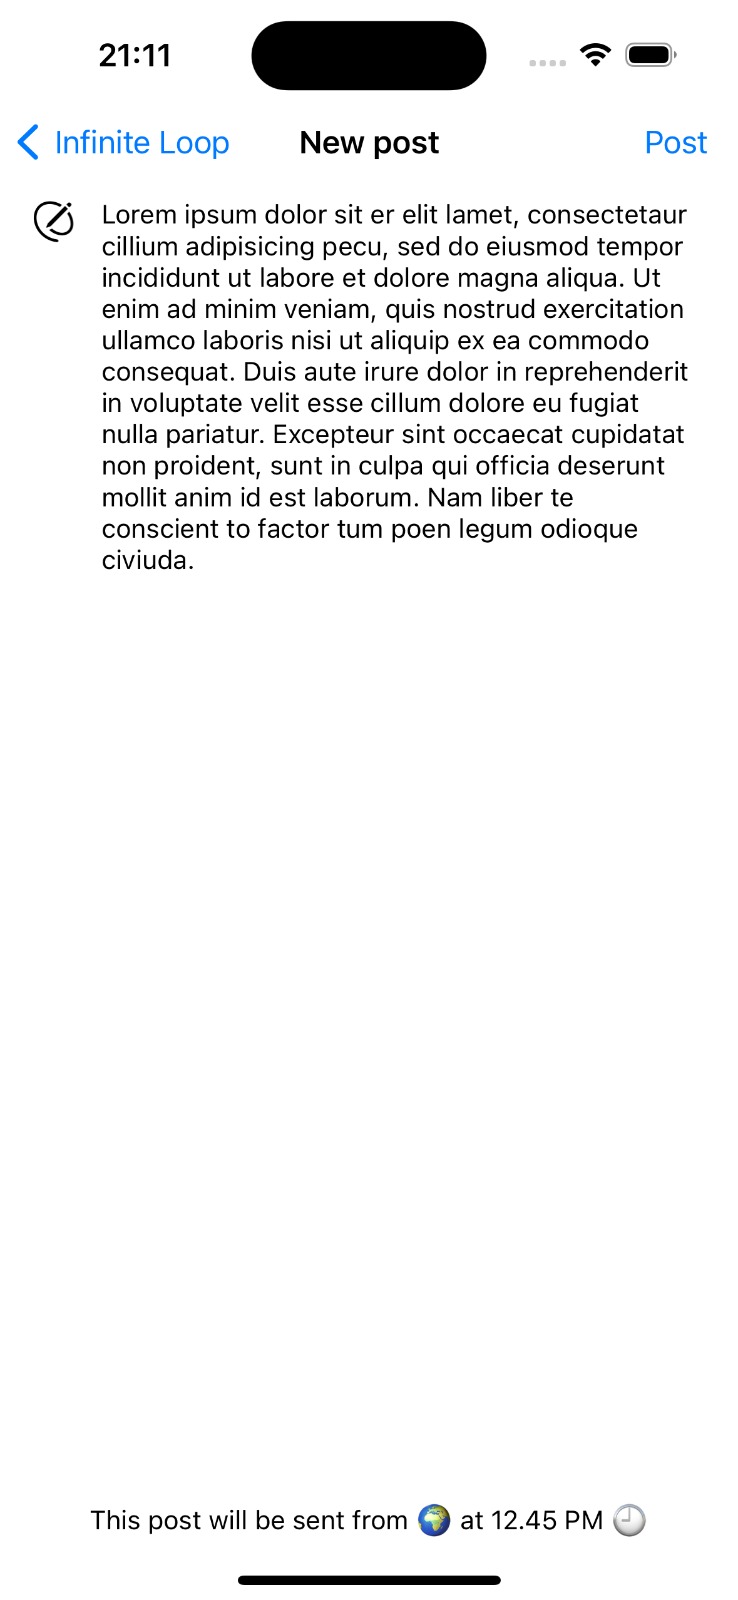 21:11
Infinite Loop New post Post
Lorem ipsum dolor sit er elit lamet, consectetaur
cillium adipisicing pecu, sed do eiusmod tempor
incididunt ut labore et dolore magna aliqua. Ut
enim ad minim veniam, quis nostrud exercitation
ullamco laboris nisi ut aliquip ex ea commodo
consequat. Duis aute irure dolor in reprehenderit
in voluptate velit esse cillum dolore eu fugiat
nulla pariatur. Excepteur sint occaecat cupidatat
non proident, sunt in culpa qui officia deserunt
mollit anim id est laborum. Nam liber te
conscient to factor tum poen legum odioque
civiuda.
This post will be sent from 🌍 at 12.45 PM 🕘